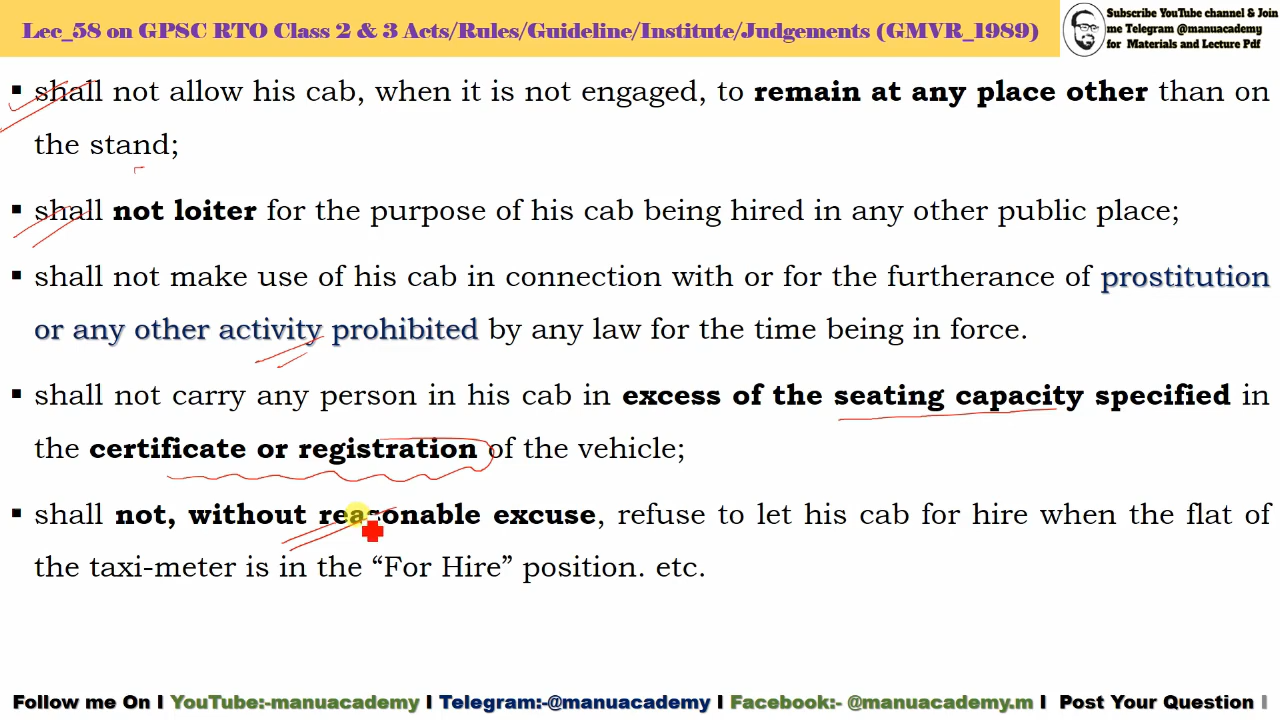 Lec_58 on GPSC RTO Class 2 & 3 Acts/Rules/Guideline/Institute/Judgements (GMVR_1989)
Subscribe YouTube channel & Join
me Telegram @manuacademy
for Materials and Lecture Pdf
▪ shall not allow his cab, when it is not engaged, to remain at any place other than on
the stand;
▪ shall not loiter for the purpose of his cab being hired in any other public place;
▪ shall not make use of his cab in connection with or for the furtherance of prostitution
or any other activity prohibited by any law for the time being in force.
▪ shall not carry any person in his cab in excess of the seating capacity specified in
the certificate or registration of the vehicle;
▪ shall not, without reasonable excuse, refuse to let his cab for hire when the flat of
the taxi-meter is in the “For Hire” position. etc.
Follow me On I YouTube:-manuacademy I Telegram:-@manuacademy I Facebook:- @manuacademy.m I Post Your Question I